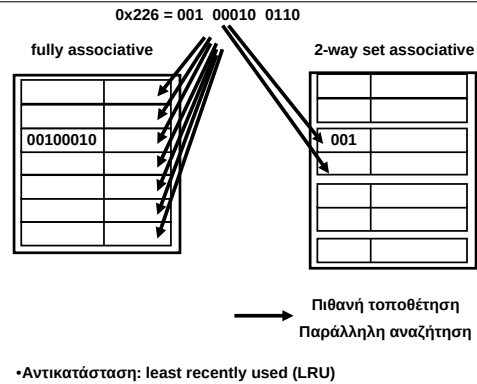 0x226 = 001 00010 0110
fully associative
2-way set associative
00100010
001
Πιθανή τοποθέτηση
Παράλληλη αναζήτηση
•Αντικατάσταση: least recently used (LRU)